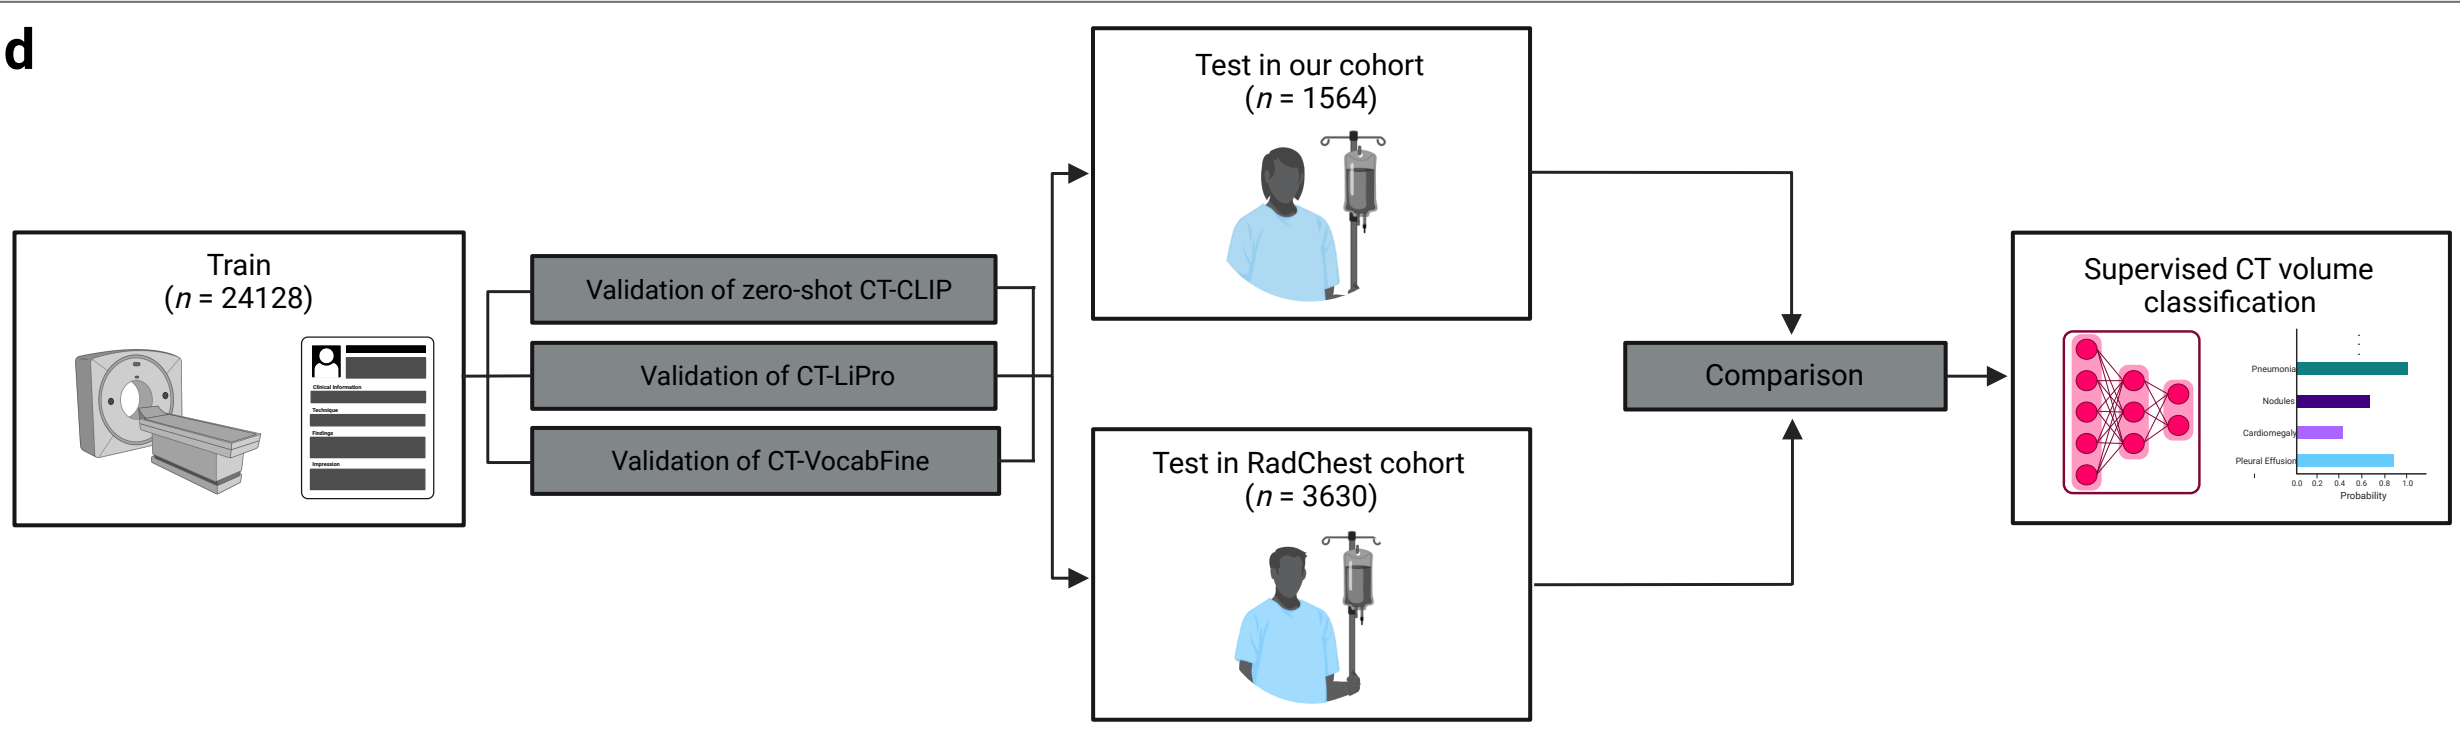 d
Train
(n = 24128)
Clinical Information
Technique
Findings
Impression
Validation of zero-shot CT-CLIP
Validation of CT-LiPro
Validation of CT-VocabFine
Test in our cohort
(n = 1564)
Test in RadChest cohort
(n = 3630)
Comparison
Supervised CT volume
classification
Pneumonia
Nodules
Cardiomegaly
Pleural Effusion
0.0 0.2 0.4 0.6 0.8 1.0
Probability